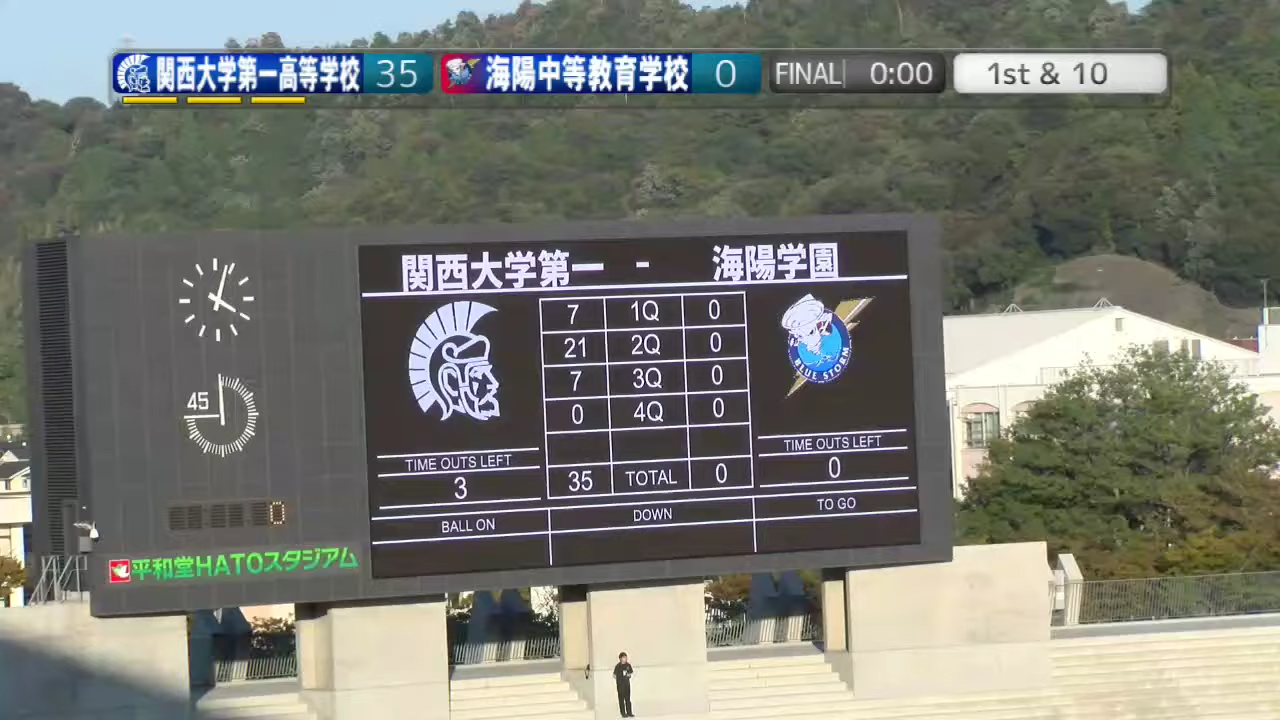 関西大学第一高等学校 35 海陽中等教育学校 0 FINAL 0:00 1st & 10
関西大学第一 - 海陽学園
7 1Q 0
21 2Q 0
7 3Q 0
0 4Q 0
35 TOTAL 0
BLUE STORM
TIME OUTS LEFT
3
TIME OUTS LEFT
0
BALL ON DOWN TO GO
45
0
平和堂HATOスタジアム